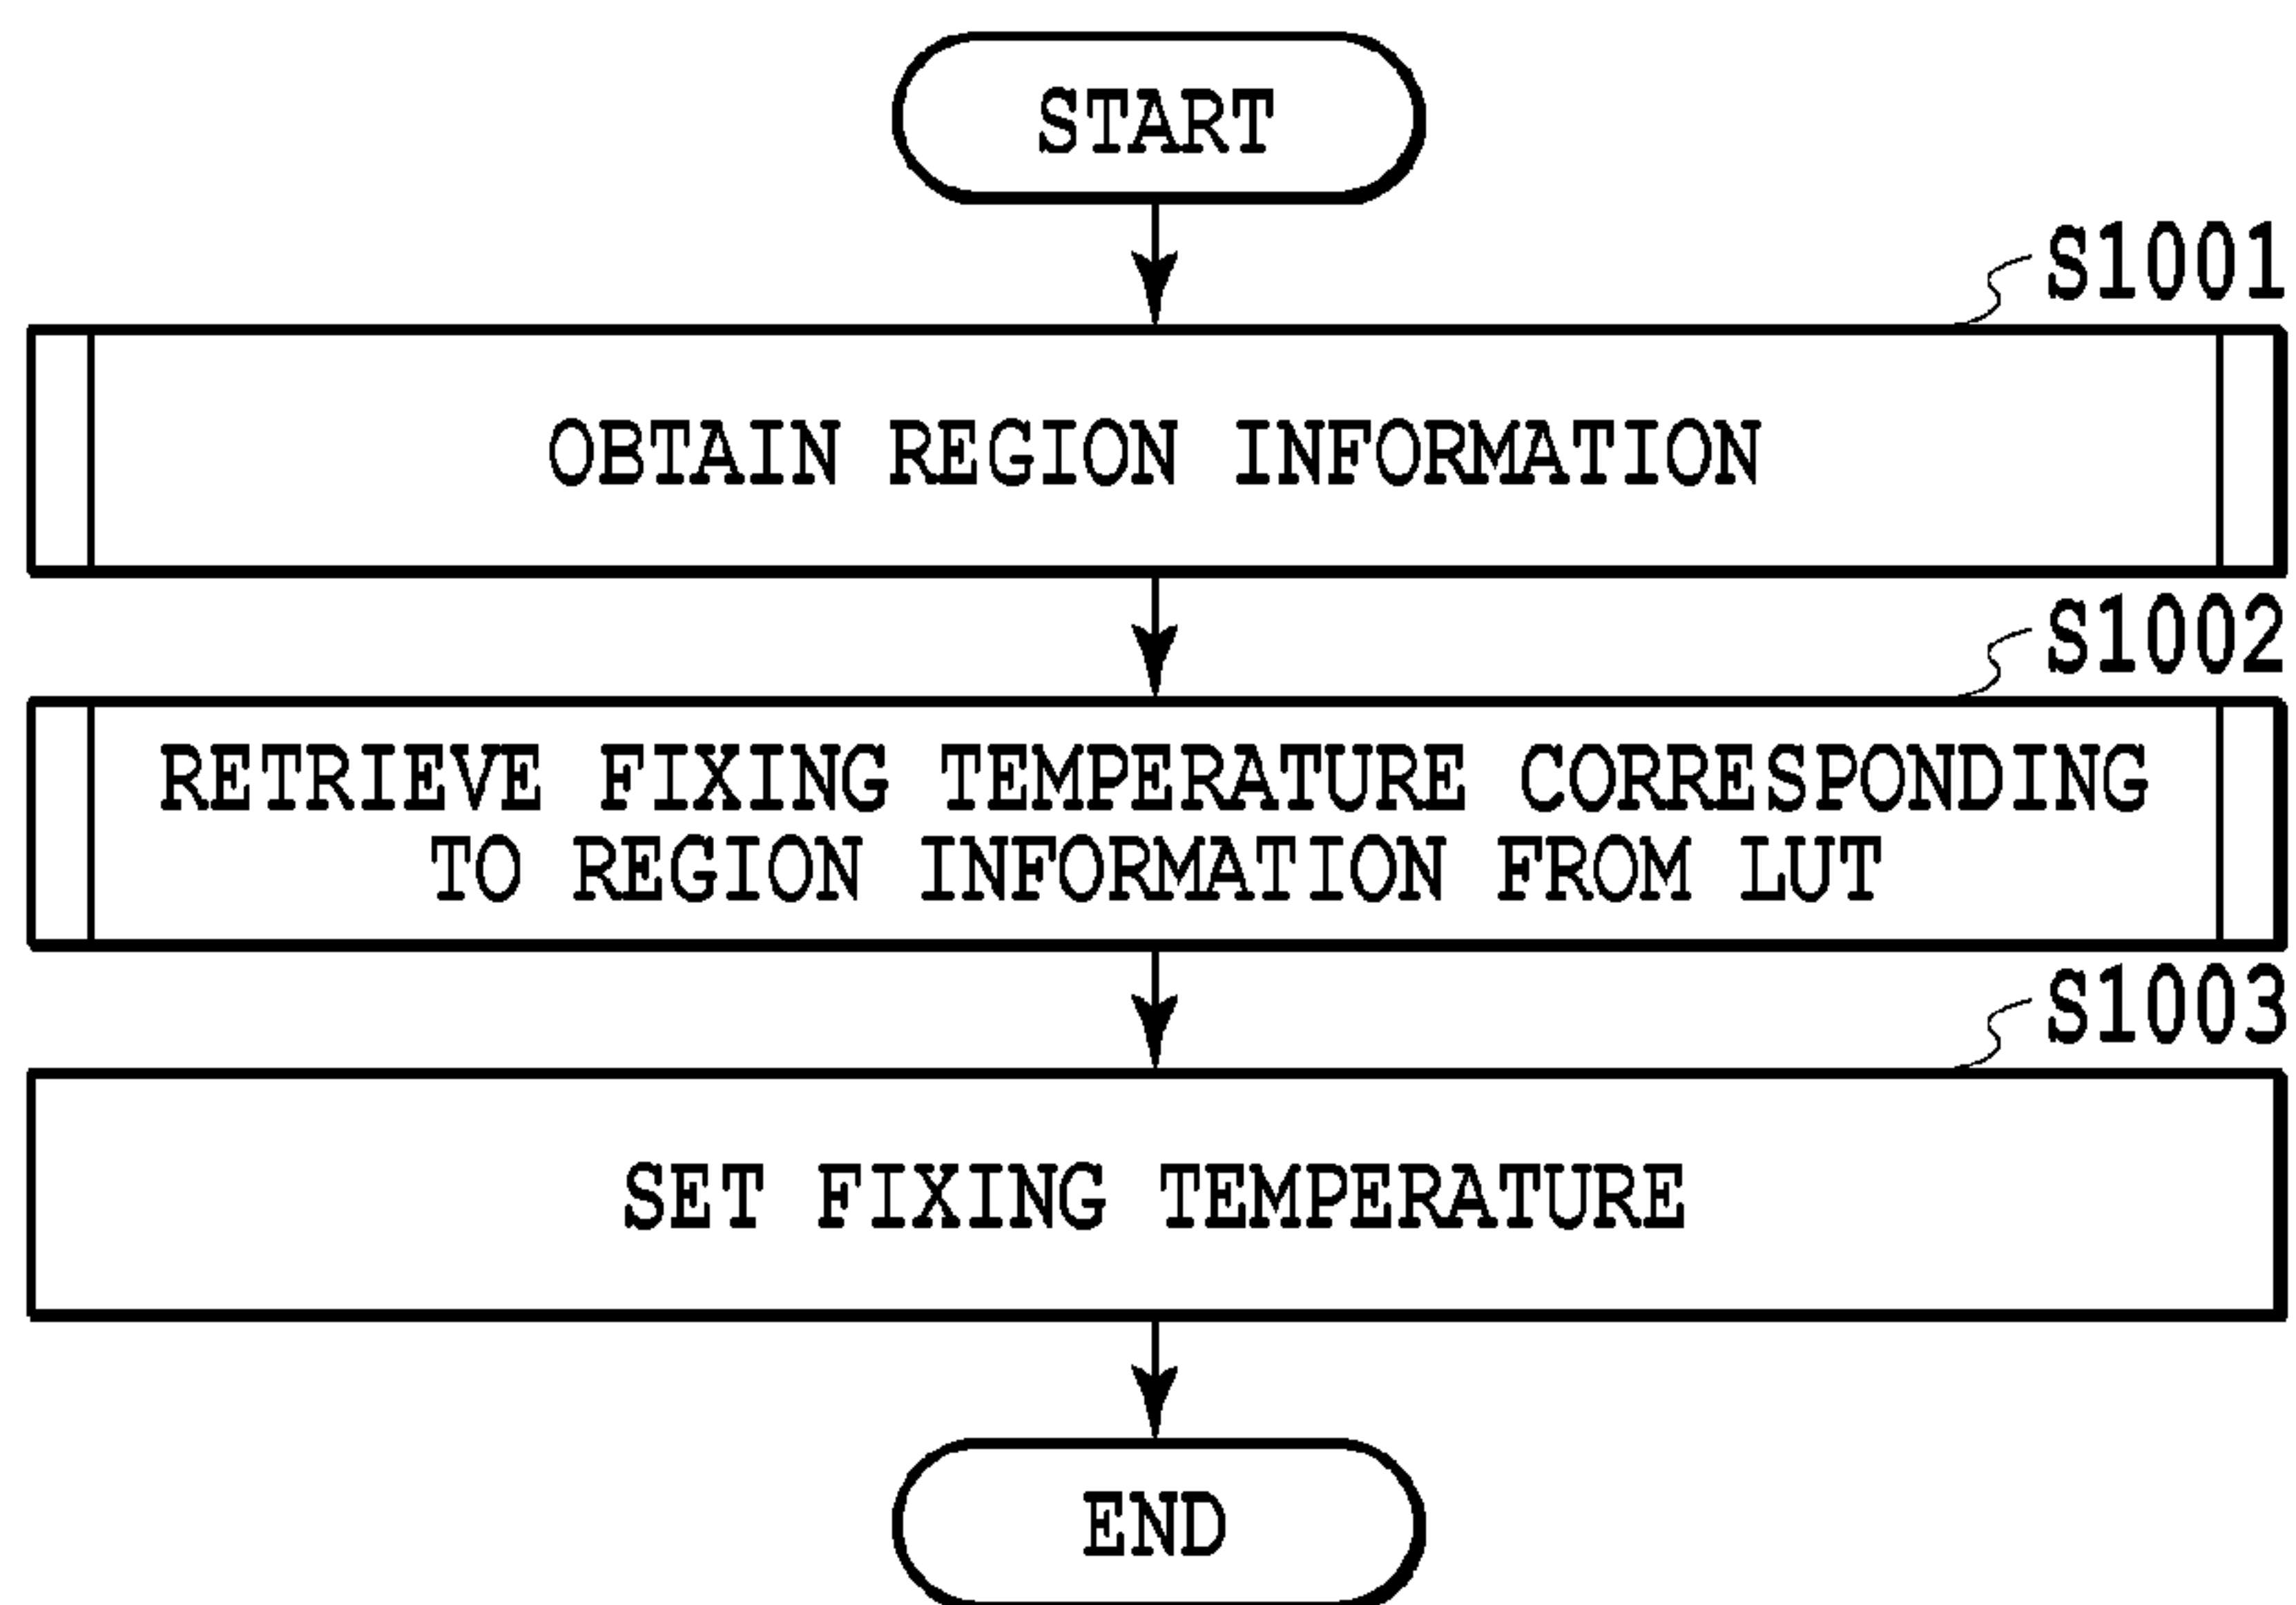 START
S1001
OBTAIN REGION INFORMATION
S1002
RETRIEVE FIXING TEMPERATURE CORRESPONDING
TO REGION INFORMATION FROM LUT
S1003
SET FIXING TEMPERATURE
END